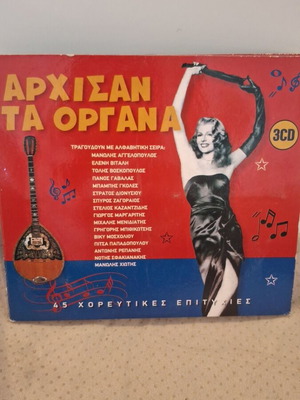 ΑΡΧΙΣΑΝ
ΤΑ ΟΡΓΑΝΑ
3CD
ΤΡΑΓΟΥΔΟΥΝ ΜΕ ΑΛΦΑΒΗΤΙΚΗ ΣΕΙΡΑ:
ΜΑΝΩΛΗΣ ΑΓΓΕΛΟΠΟΥΛΟΣ
ΕΛΕΝΗ ΒΙΤΑΛΗ
ΤΟΛΗΣ ΒΟΣΚΟΠΟΥΛΟΣ
ΠΑΝΟΣ ΓΑΒΑΛΑΣ
ΜΠΑΜΠΗΣ ΓΚΟΛΕΣ
ΣΤΡΑΤΟΣ ΔΙΟΝΥΣΙΟΥ
ΣΠΥΡΟΣ ΖΑΓΟΡΑΙΟΣ
ΣΤΕΛΙΟΣ ΚΑΖΑΝΤΖΙΔΗΣ
ΓΙΩΡΓΟΣ ΜΑΡΓΑΡΙΤΗΣ
ΜΙΧΑΛΗΣ ΜΕΝΙΔΙΑΤΗΣ
ΓΡΗΓΟΡΗΣ ΜΠΙΘΙΚΩΤΣΗΣ
ΒΙΚΥ ΜΟΣΧΟΛΙΟΥ
ΠΙΤΣΑ ΠΑΠΑΔΟΠΟΥΛΟΥ
ΑΝΤΩΝΗΣ ΡΕΠΑΝΗΣ
ΝΟΤΗΣ ΣΦΑΚΙΑΝΑΚΗΣ
ΜΑΝΩΛΗΣ ΧΙΩΤΗΣ
45 ΧΟΡΕΥΤΙΚΕΣ ΕΠΙΤΥΧΙΕΣ